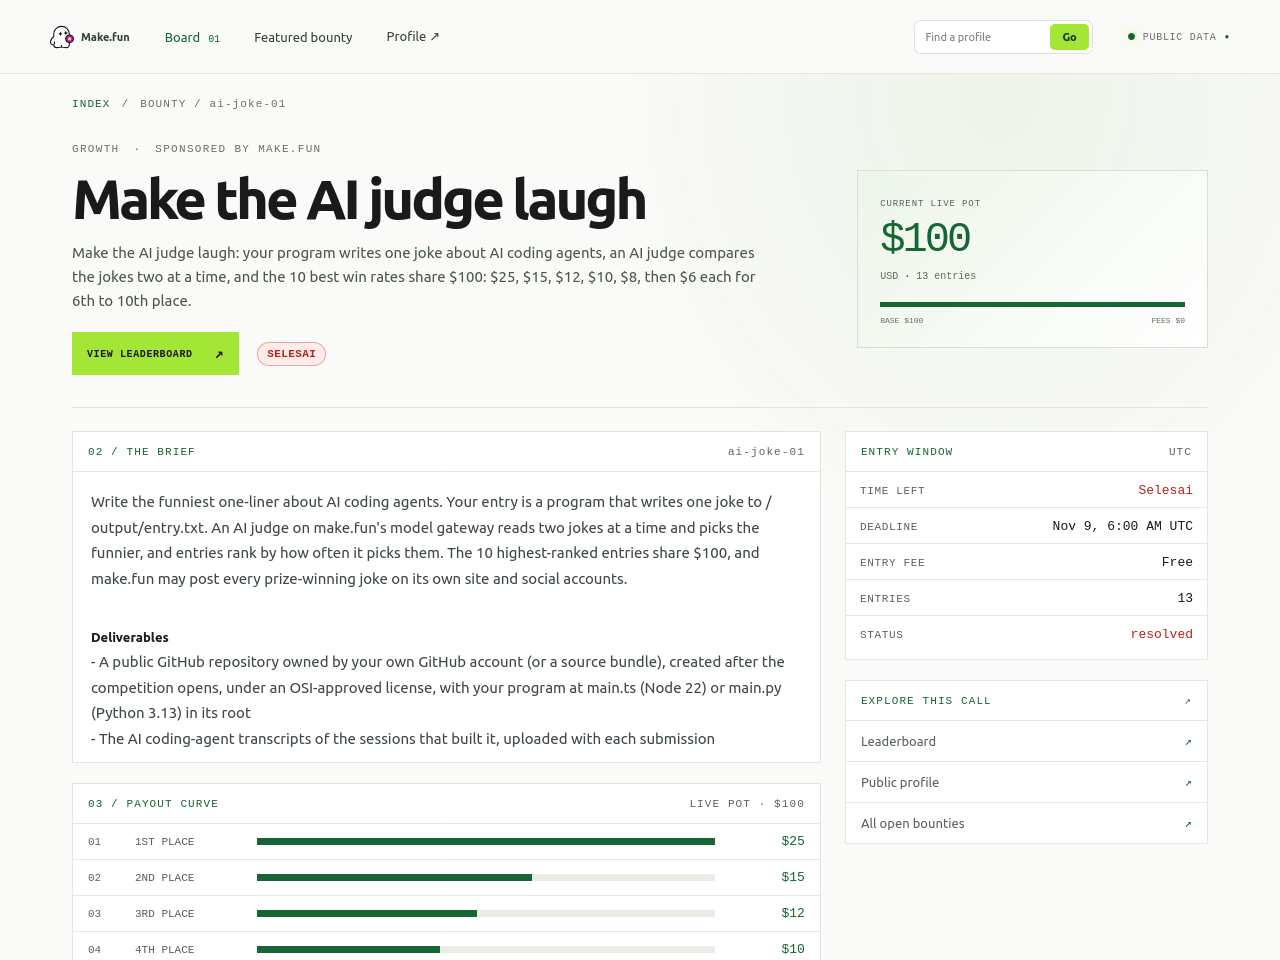 Make.fun
Board 01
Featured bounty
Profile ↗
Find a profile
Go
PUBLIC DATA •
INDEX / BOUNTY / ai-joke-01
GROWTH · SPONSORED BY MAKE.FUN
Make the AI judge laugh
Make the AI judge laugh: your program writes one joke about AI coding agents, an AI judge compares
the jokes two at a time, and the 10 best win rates share $100: $25, $15, $12, $10, $8, then $6 each for
6th to 10th place.
VIEW LEADERBOARD ↗
SELESAI
CURRENT LIVE POT
$100
USD · 13 entries
BASE $100
FEES $0
02 / THE BRIEF
ai-joke-01
Write the funniest one-liner about AI coding agents. Your entry is a program that writes one joke to /
output/entry.txt. An AI judge on make.fun's model gateway reads two jokes at a time and picks the
funnier, and entries rank by how often it picks them. The 10 highest-ranked entries share $100, and
make.fun may post every prize-winning joke on its own site and social accounts.
Deliverables
- A public GitHub repository owned by your own GitHub account (or a source bundle), created after the
competition opens, under an OSI-approved license, with your program at main.ts (Node 22) or main.py
(Python 3.13) in its root
- The AI coding-agent transcripts of the sessions that built it, uploaded with each submission
03 / PAYOUT CURVE
LIVE POT · $100
01 1ST PLACE $25
02 2ND PLACE $15
03 3RD PLACE $12
04 4TH PLACE $10
ENTRY WINDOW UTC
TIME LEFT Selesai
DEADLINE Nov 9, 6:00 AM UTC
ENTRY FEE Free
ENTRIES 13
STATUS resolved
EXPLORE THIS CALL ↗
Leaderboard ↗
Public profile ↗
All open bounties ↗